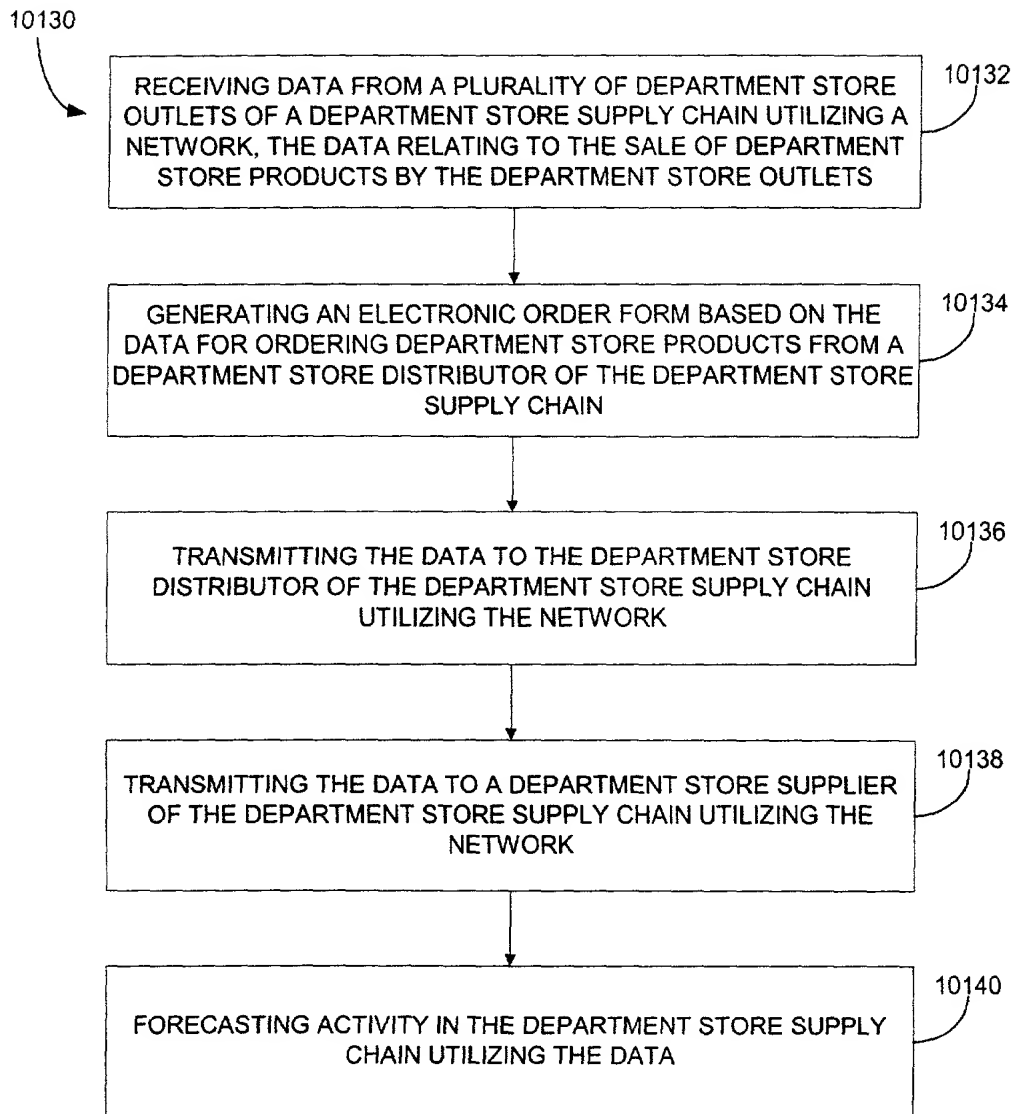 10130
RECEIVING DATA FROM A PLURALITY OF DEPARTMENT STORE
OUTLETS OF A DEPARTMENT STORE SUPPLY CHAIN UTILIZING A
NETWORK, THE DATA RELATING TO THE SALE OF DEPARTMENT
STORE PRODUCTS BY THE DEPARTMENT STORE OUTLETS
10132
GENERATING AN ELECTRONIC ORDER FORM BASED ON THE
DATA FOR ORDERING DEPARTMENT STORE PRODUCTS FROM A
DEPARTMENT STORE DISTRIBUTOR OF THE DEPARTMENT STORE
SUPPLY CHAIN
10134
TRANSMITTING THE DATA TO THE DEPARTMENT STORE
DISTRIBUTOR OF THE DEPARTMENT STORE SUPPLY CHAIN
UTILIZING THE NETWORK
10136
TRANSMITTING THE DATA TO A DEPARTMENT STORE SUPPLIER
OF THE DEPARTMENT STORE SUPPLY CHAIN UTILIZING THE
NETWORK
10138
FORECASTING ACTIVITY IN THE DEPARTMENT STORE SUPPLY
CHAIN UTILIZING THE DATA
10140